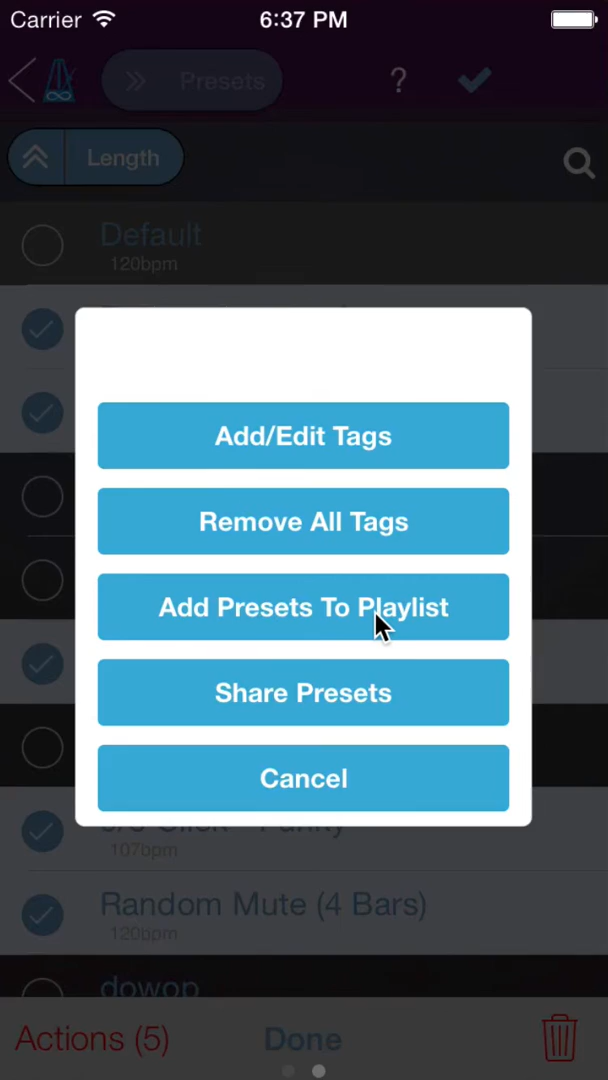 Carrier 6:37 PM
Presets ?
Length
Default
120bpm
Add/Edit Tags
Remove All Tags
Add Presets To Playlist
Share Presets
Cancel
107bpm
Random Mute (4 Bars)
120bpm
dowop
Actions (5) Done